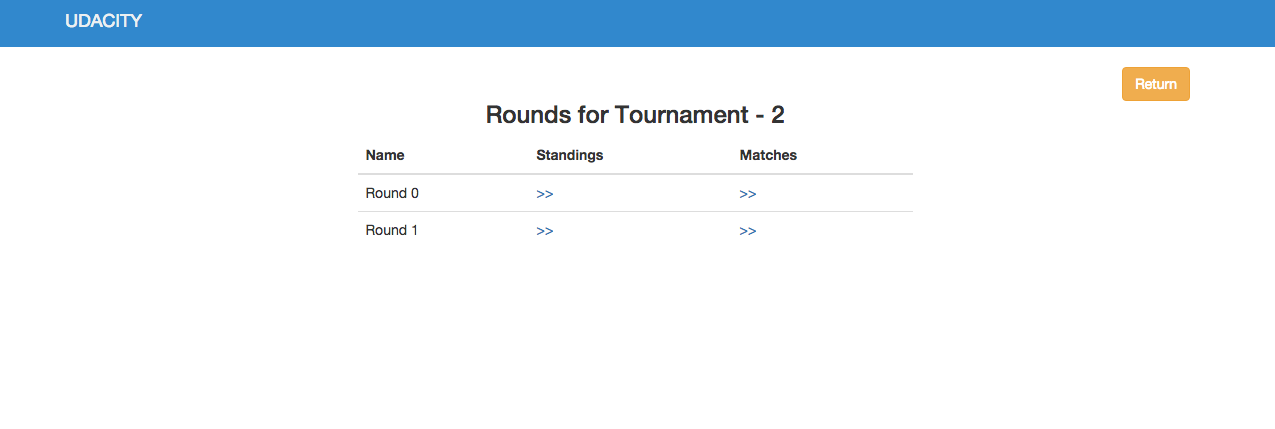 UDACITY
Return
Rounds for Tournament - 2
Name Standings Matches
Round 0 >> >>
Round 1 >> >>